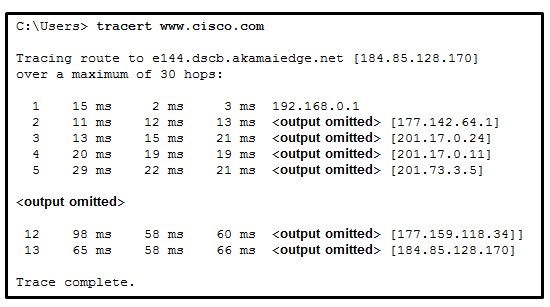 C:\Users> tracert www.cisco.com
Tracing route to e144.dscb.akamaiedge.net [184.85.128.170]
over a maximum of 30 hops:
1 15 ms 2 ms 3 ms 192.168.0.1
2 11 ms 12 ms 13 ms <output omitted> [177.142.64.1]
3 13 ms 15 ms 21 ms <output omitted> [201.17.0.24]
4 20 ms 19 ms 19 ms <output omitted> [201.17.0.11]
5 29 ms 22 ms 21 ms <output omitted> [201.73.3.5]
<output omitted>
12 98 ms 58 ms 60 ms <output omitted> [177.159.118.34]]
13 65 ms 58 ms 66 ms <output omitted> [184.85.128.170]
Trace complete.